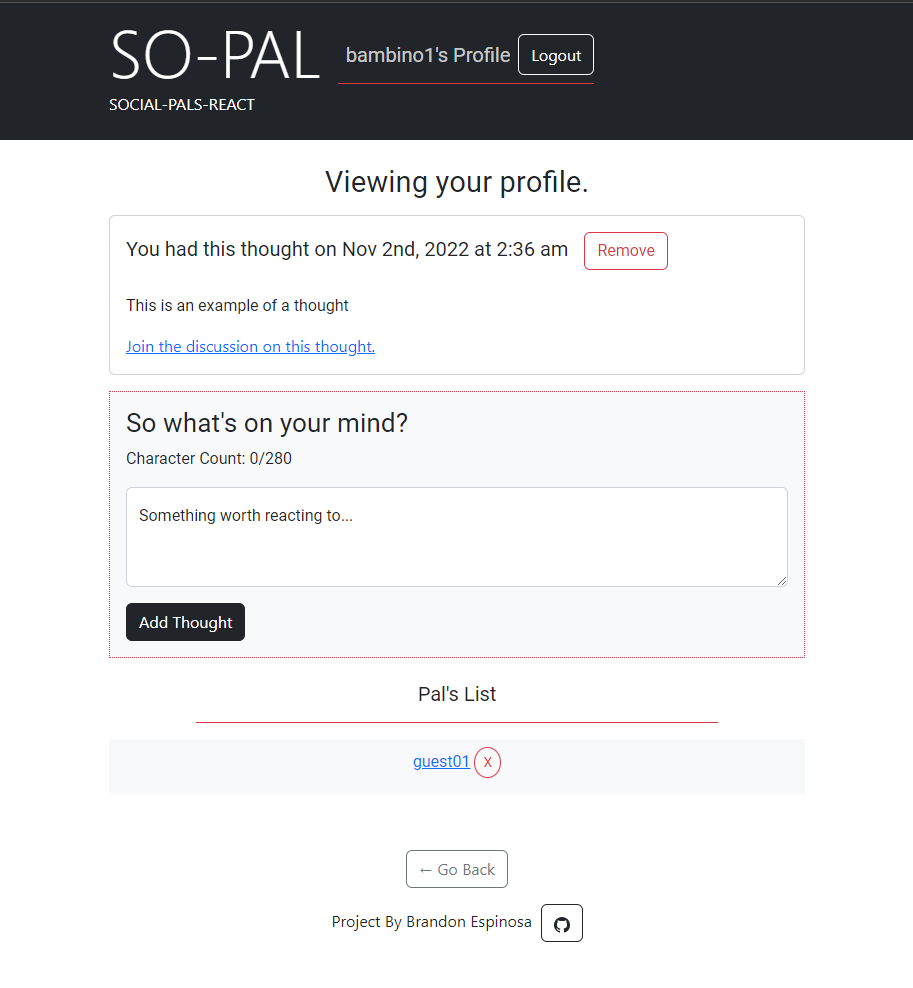 SO-PAL
bambino1's Profile Logout
SOCIAL-PALS-REACT
Viewing your profile.
You had this thought on Nov 2nd, 2022 at 2:36 am Remove
This is an example of a thought
Join the discussion on this thought.
So what's on your mind?
Character Count: 0/280
Something worth reacting to...
Add Thought
Pal's List
guest01 X
← Go Back
Project By Brandon Espinosa